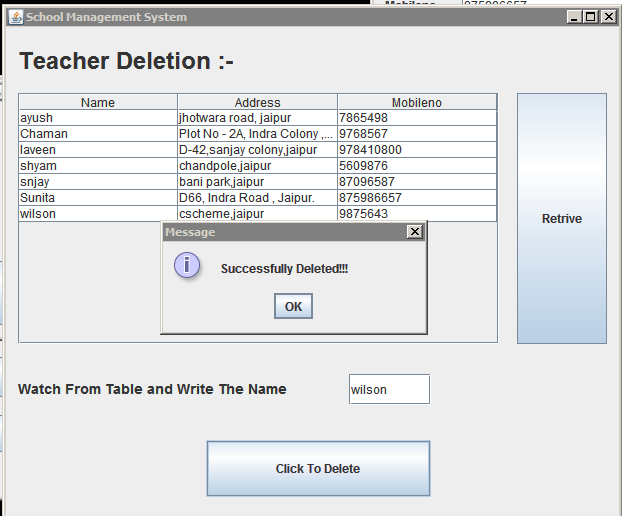 Mobileno 975986657
School Management System
Teacher Deletion :-
Name Address Mobileno
ayush jhotwara road, jaipur 7865498
Chaman Plot No - 2A, Indra Colony ,... 9768567
laveen D-42,sanjay colony,jaipur 978410800
shyam chandpole,jaipur 5609876
snjay bani park,jaipur 87096587
Sunita D66, Indra Road , Jaipur. 875986657
wilson cscheme,jaipur 9875643
Retrive
Message
Successfully Deleted!!!
OK
Watch From Table and Write The Name wilson
Click To Delete